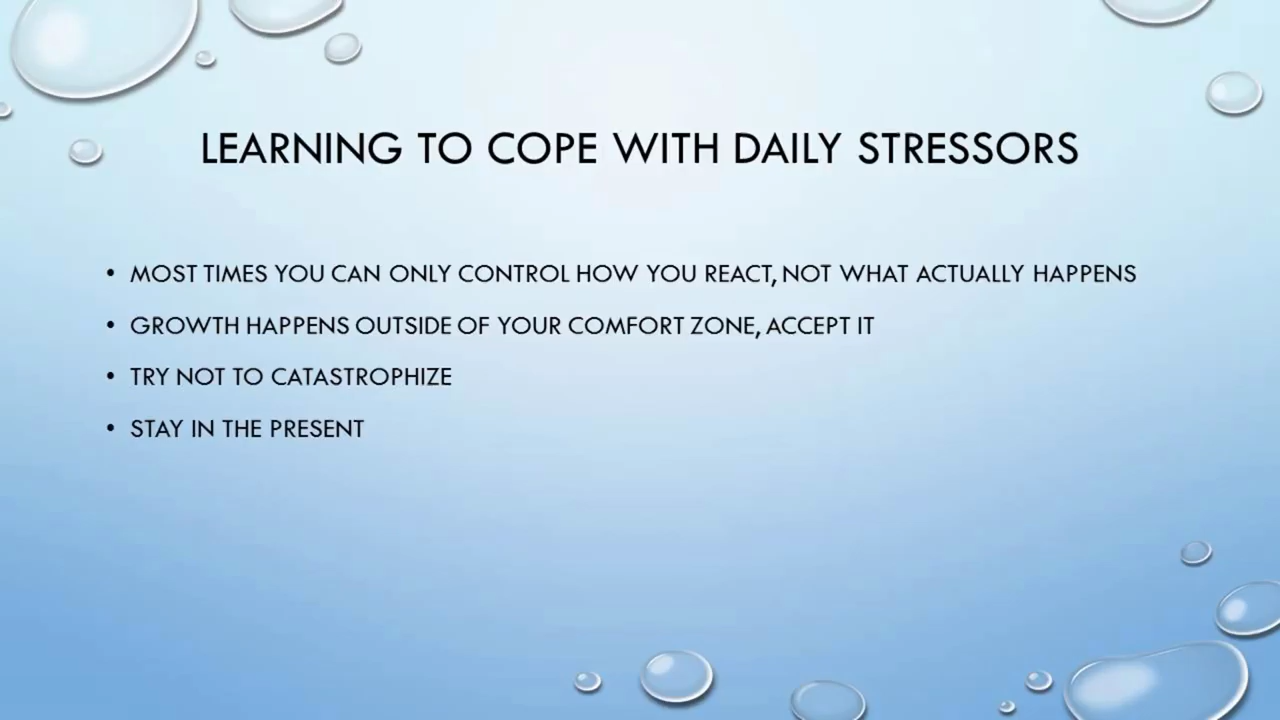 LEARNING TO COPE WITH DAILY STRESSORS
• MOST TIMES YOU CAN ONLY CONTROL HOW YOU REACT, NOT WHAT ACTUALLY HAPPENS
• GROWTH HAPPENS OUTSIDE OF YOUR COMFORT ZONE, ACCEPT IT
• TRY NOT TO CATASTROPHIZE
• STAY IN THE PRESENT